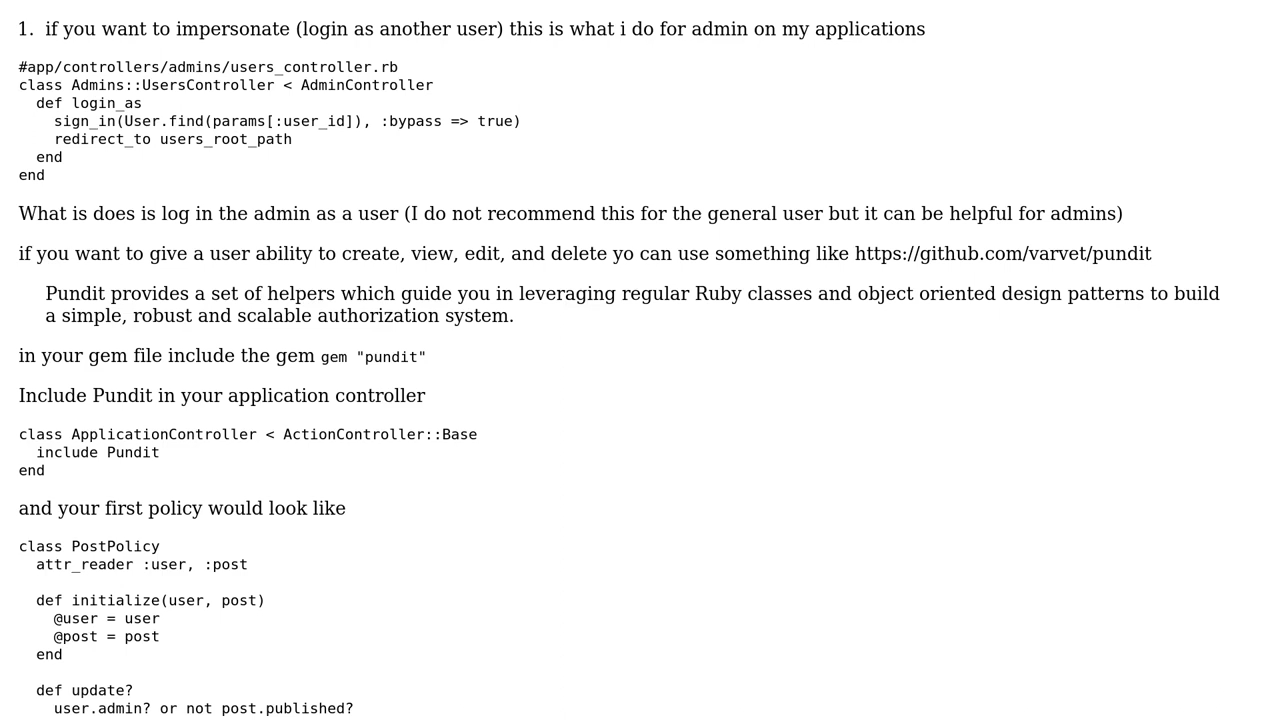 1. if you want to impersonate (login as another user) this is what i do for admin on my applications
#app/controllers/admins/users_controller.rb
class Admins::UsersController < AdminController
  def login_as
    sign_in(User.find(params[:user_id]), :bypass => true)
    redirect_to users_root_path
  end
end
What is does is log in the admin as a user (I do not recommend this for the general user but it can be helpful for admins)
if you want to give a user ability to create, view, edit, and delete yo can use something like https://github.com/varvet/pundit
Pundit provides a set of helpers which guide you in leveraging regular Ruby classes and object oriented design patterns to build
a simple, robust and scalable authorization system.
in your gem file include the gem gem "pundit"
Include Pundit in your application controller
class ApplicationController < ActionController::Base
  include Pundit
end
and your first policy would look like
class PostPolicy
  attr_reader :user, :post
  def initialize(user, post)
    @user = user
    @post = post
  end
  def update?
    user.admin? or not post.published?